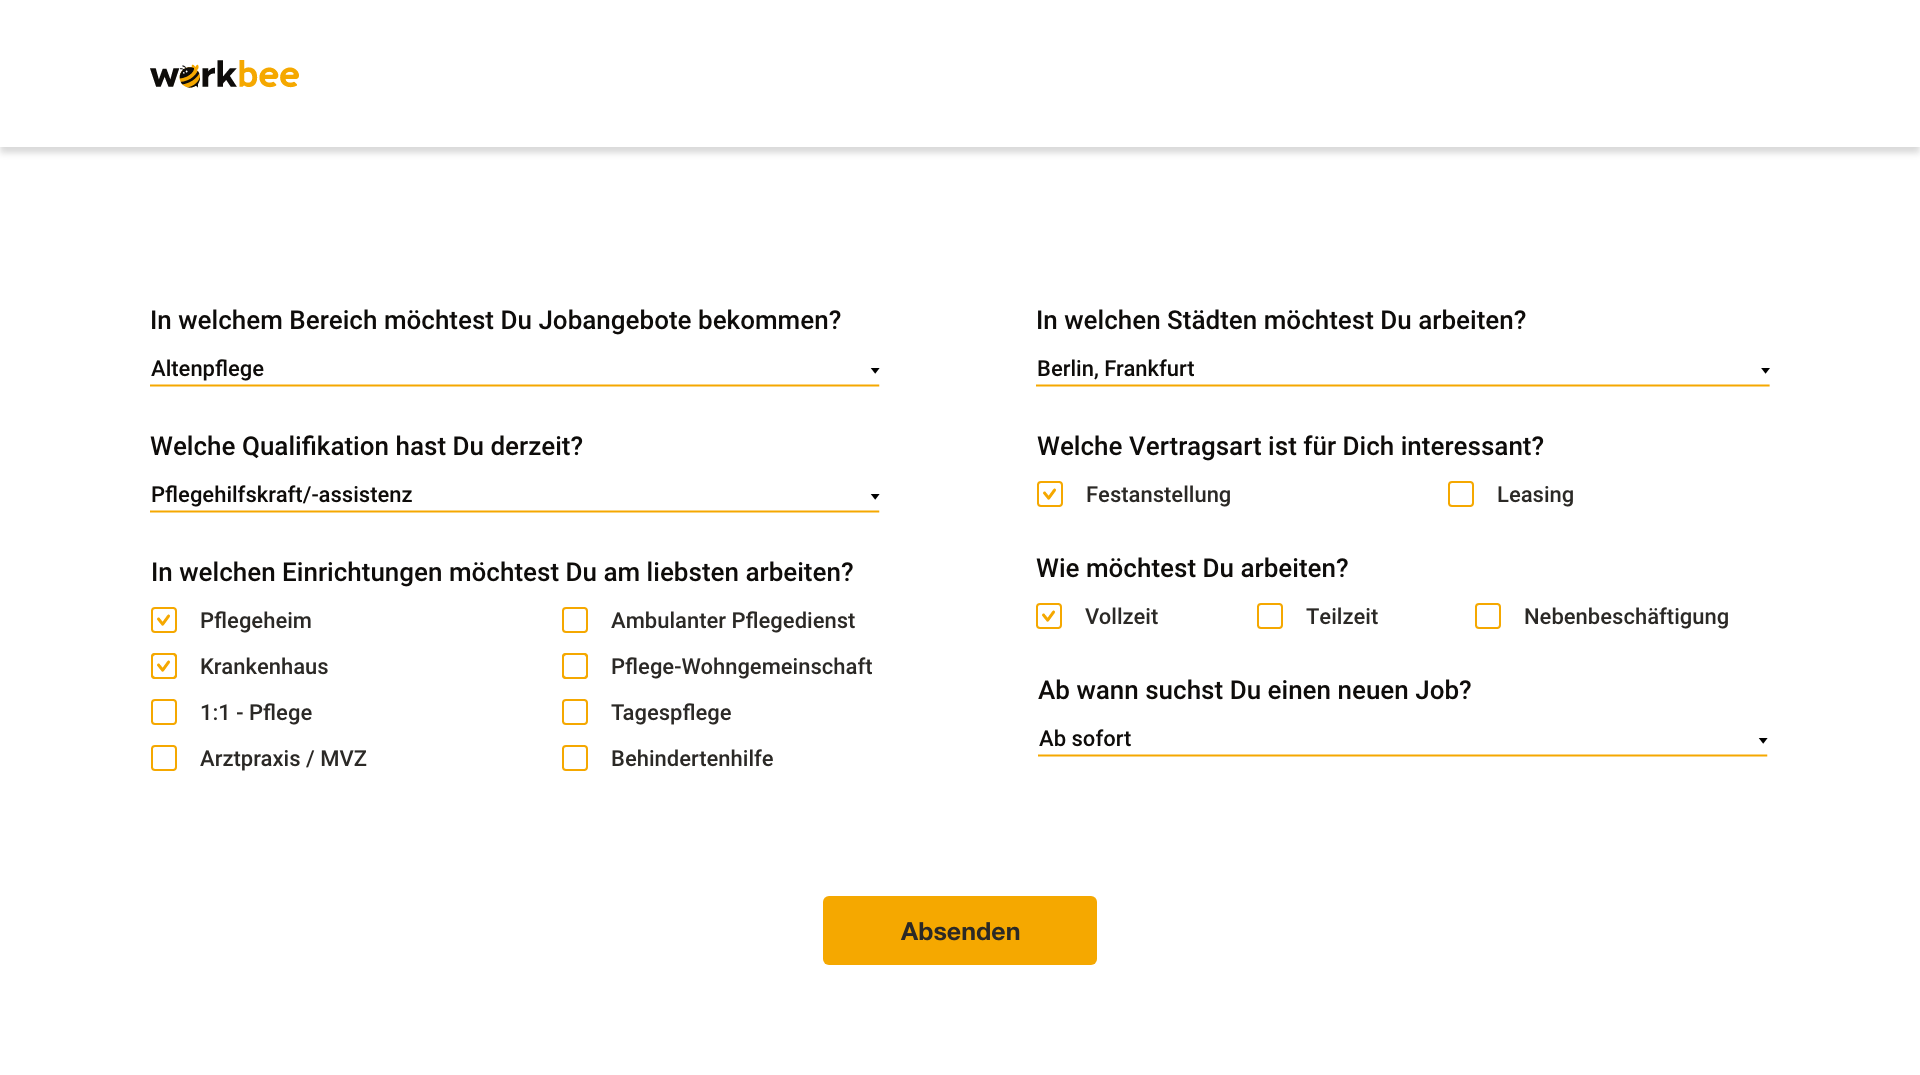 workbee
In welchem Bereich möchtest Du Jobangebote bekommen?
Altenpflege
Welche Qualifikation hast Du derzeit?
Pflegehilfskraft/-assistenz
In welchen Einrichtungen möchtest Du am liebsten arbeiten?
Pflegeheim
Ambulanter Pflegedienst
Krankenhaus
Pflege-Wohngemeinschaft
1:1 - Pflege
Tagespflege
Arztpraxis / MVZ
Behindertenhilfe
In welchen Städten möchtest Du arbeiten?
Berlin, Frankfurt
Welche Vertragsart ist für Dich interessant?
Festanstellung
Leasing
Wie möchtest Du arbeiten?
Vollzeit
Teilzeit
Nebenbeschäftigung
Ab wann suchst Du einen neuen Job?
Ab sofort
Absenden